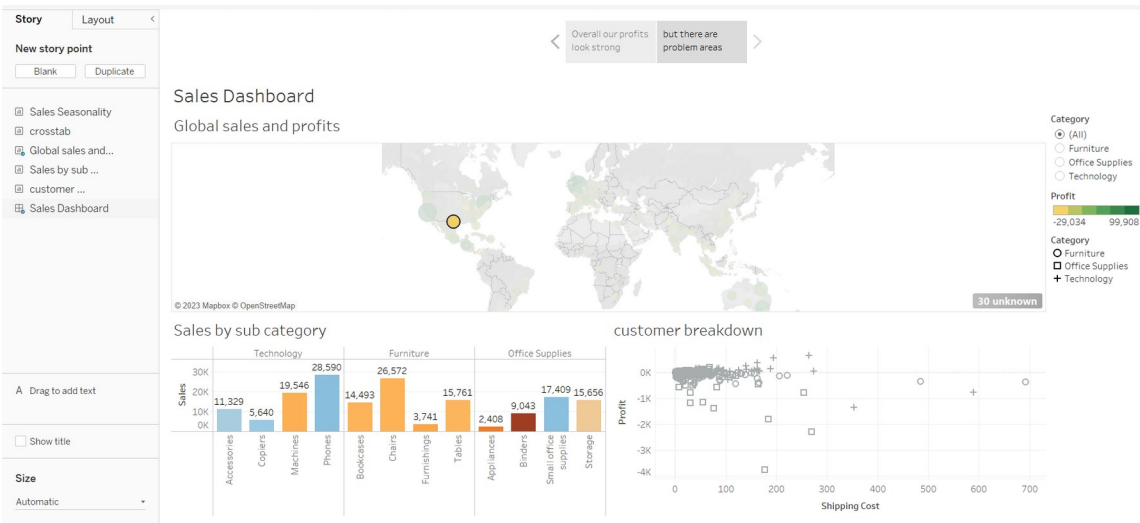 Story
Layout
<
New story point
Blank
Duplicate
Sales Seasonality
crosstab
Global sales and...
Sales by sub ...
customer ...
Sales Dashboard
A Drag to add text
Show title
Size
Automatic
Overall our profits
look strong
but there are
problem areas
Sales Dashboard
Global sales and profits
© 2023 Mapbox © OpenStreetMap
30 unknown
Category
(All)
Furniture
Office Supplies
Technology
Profit
-29,034 99,908
Category
Furniture
Office Supplies
Technology
Sales by sub category
Technology Furniture Office Supplies
Sales
30K
20K
10K
0K
11,329
5,640
19,546
28,590
14,493
26,572
3,741
15,761
2,408
9,043
17,409
15,656
Accessories
Copiers
Machines
Phones
Bookcases
Chairs
Furnishings
Tables
Appliances
Binders
Small office
supplies
Storage
customer breakdown
Profit
0K
-1K
-2K
-3K
-4K
0 100 200 300 400 500 600 700
Shipping Cost